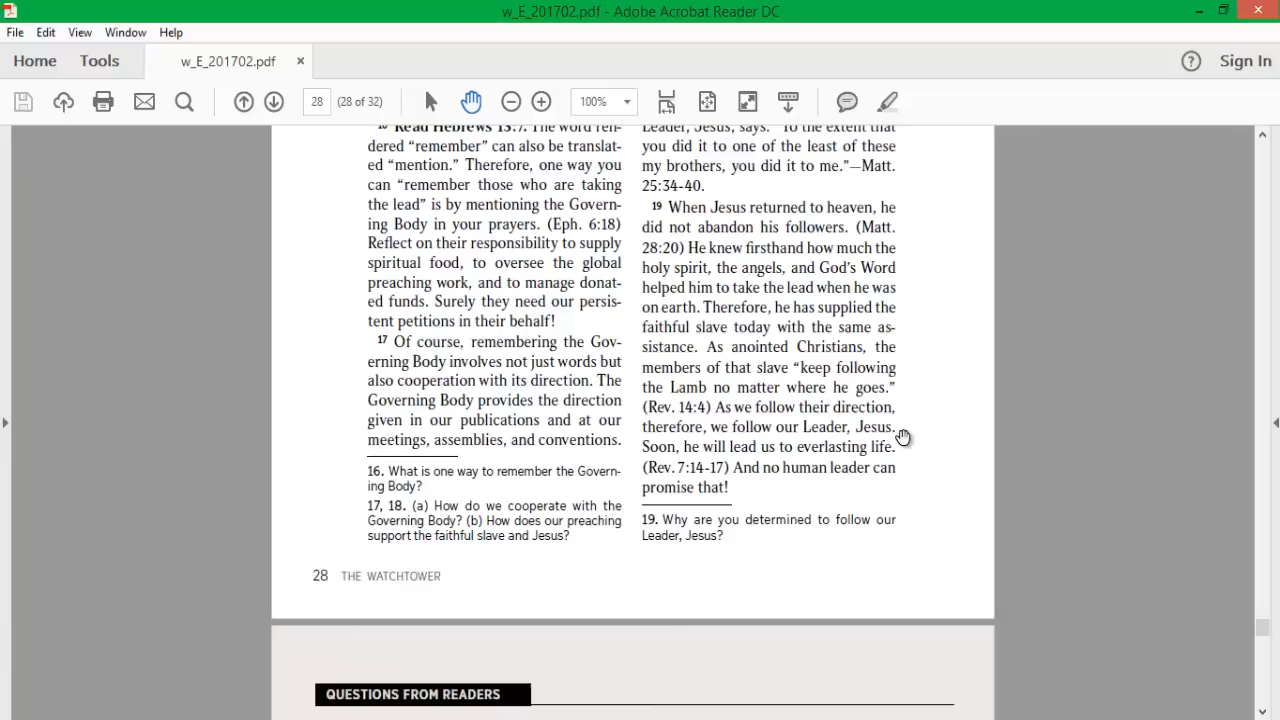 w_E_201702.pdf - Adobe Acrobat Reader DC
File Edit View Window Help
Home Tools w_E_201702.pdf × Sign In
28 (28 of 32) 100%
16 Read Hebrews 13:7. The word ren-
dered “remember” can also be translat-
ed “mention.” Therefore, one way you
can “remember those who are taking
the lead” is by mentioning the Govern-
ing Body in your prayers. (Eph. 6:18)
Reflect on their responsibility to supply
spiritual food, to oversee the global
preaching work, and to manage donat-
ed funds. Surely they need our persis-
tent petitions in their behalf!
17 Of course, remembering the Gov-
erning Body involves not just words but
also cooperation with its direction. The
Governing Body provides the direction
given in our publications and at our
meetings, assemblies, and conventions.
16. What is one way to remember the Govern-
ing Body?
17, 18. (a) How do we cooperate with the
Governing Body? (b) How does our preaching
support the faithful slave and Jesus?
Leader, Jesus, says: “To the extent that
you did it to one of the least of these
my brothers, you did it to me.”—Matt.
25:34-40.
19 When Jesus returned to heaven, he
did not abandon his followers. (Matt.
28:20) He knew firsthand how much the
holy spirit, the angels, and God’s Word
helped him to take the lead when he was
on earth. Therefore, he has supplied the
faithful slave today with the same as-
sistance. As anointed Christians, the
members of that slave “keep following
the Lamb no matter where he goes.”
(Rev. 14:4) As we follow their direction,
therefore, we follow our Leader, Jesus.
Soon, he will lead us to everlasting life.
(Rev. 7:14-17) And no human leader can
promise that!
19. Why are you determined to follow our
Leader, Jesus?
28 THE WATCHTOWER
QUESTIONS FROM READERS